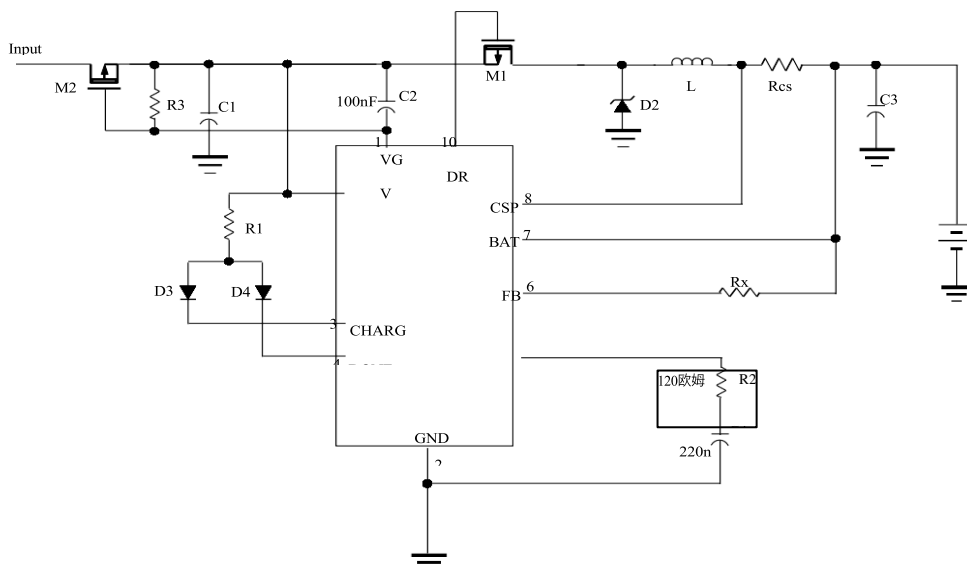 Input
M2
R3
C1
100nF
C2
M1
L
Rcs
D2
C3
1
10
VG
DR
V
8
CSP
7
BAT
R1
D3
D4
6
FB
Rx
3
CHARG
120欧姆
R2
GND
220n
2